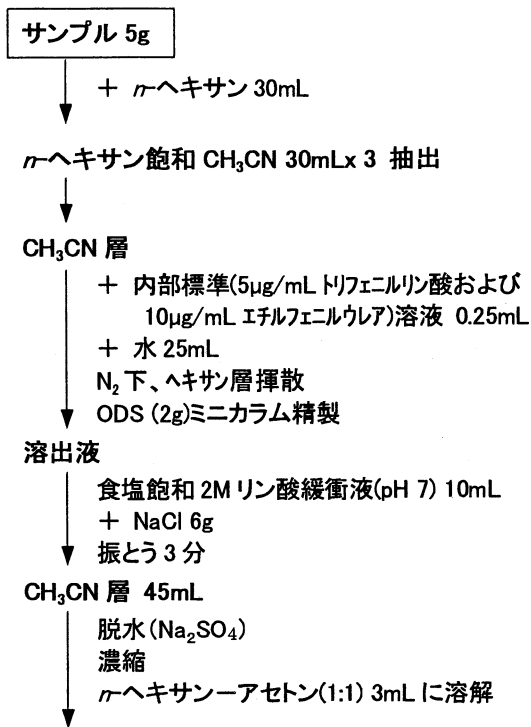 サンプル 5g
＋ n-ヘキサン 30mL
n-ヘキサン飽和 CH₃CN 30mLx 3 抽出
CH₃CN 層
＋ 内部標準(5μg/mL トリフェニルリン酸および
10μg/mL エチルフェニルウレア)溶液 0.25mL
＋ 水 25mL
N₂ 下、ヘキサン層揮散
ODS (2g)ミニカラム精製
溶出液
食塩飽和 2M リン酸緩衝液(pH 7) 10mL
＋ NaCl 6g
振とう 3 分
CH₃CN 層 45mL
脱水(Na₂SO₄)
濃縮
n-ヘキサン－アセトン(1:1) 3mL に溶解